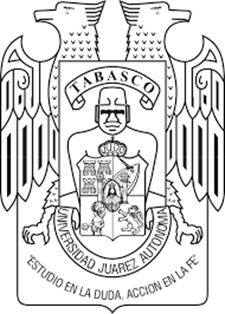 TABASCO
UNIVERSIDAD JUAREZ AUTONOMA
"ESTUDIO EN LA DUDA. ACCION EN LA FE"